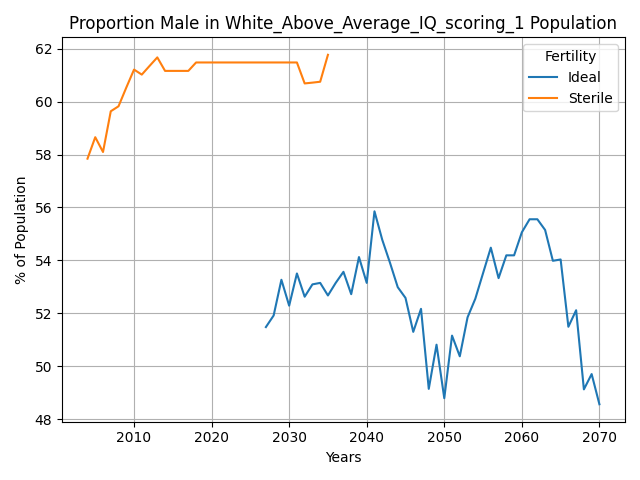 Proportion Male in White_Above_Average_IQ_scoring_1 Population
Fertility
Ideal
Sterile
% of Population
62
60
58
56
54
52
50
48
2010 2020 2030 2040 2050 2060 2070
Years